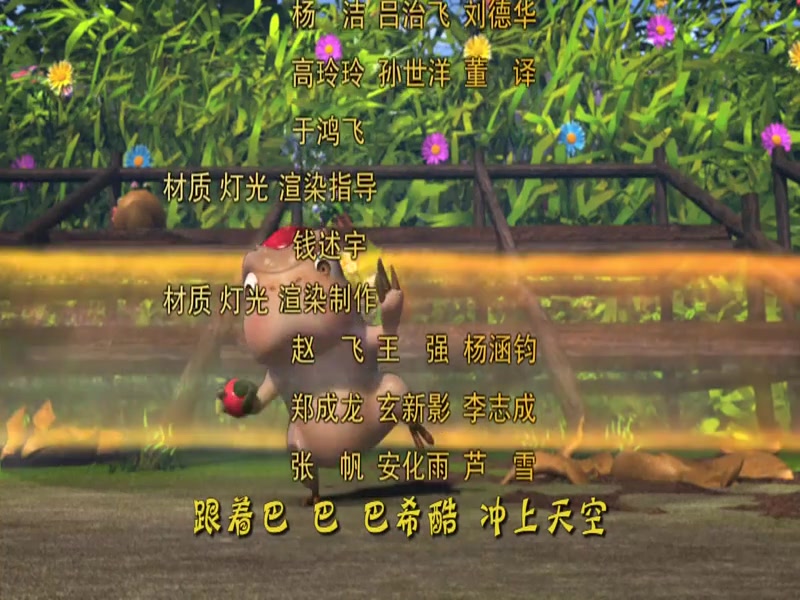 杨 洁 吕治飞 刘德华
高玲玲 孙世洋 董 译
于鸿飞
材质 灯光 渲染指导
钱述宇
材质 灯光 渲染制作
赵 飞 王 强 杨涵钧
郑成龙 玄新影 李志成
张 帆 安化雨 芦 雪
跟着巴 巴 巴希酷 冲上天空